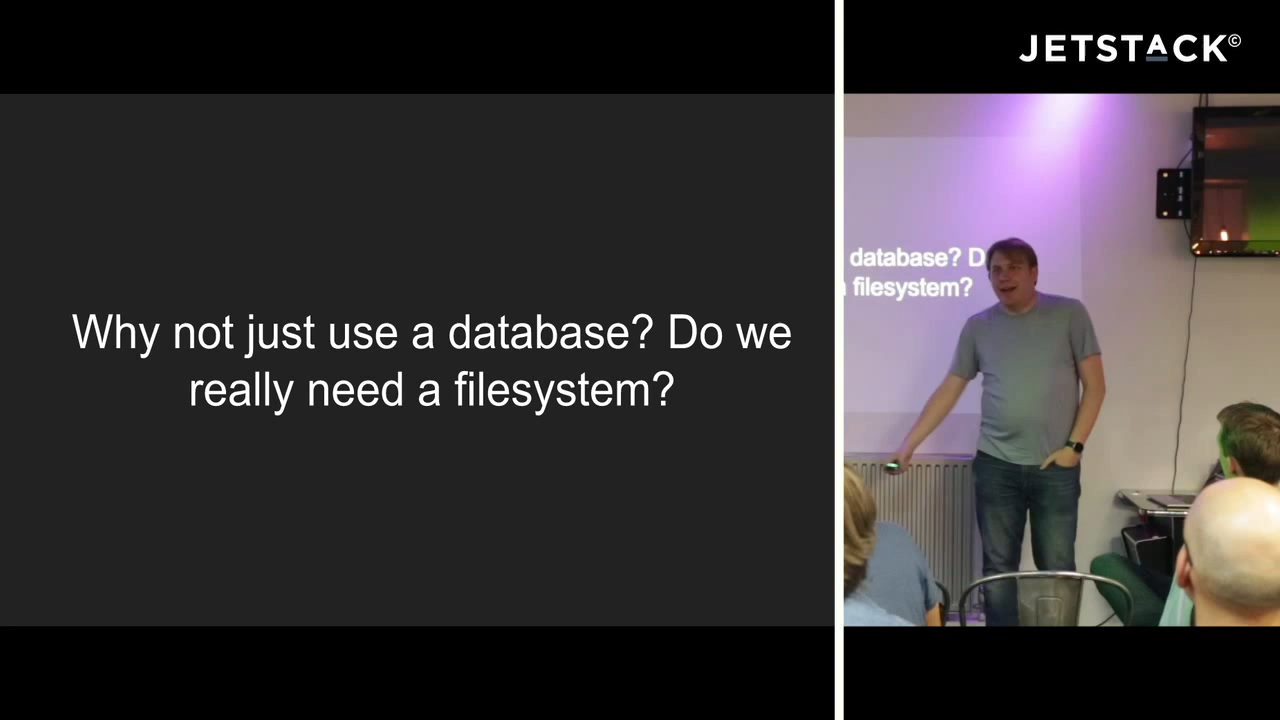 Why not just use a database? Do we
really need a filesystem?
JETSTACK©
database? D
filesystem?